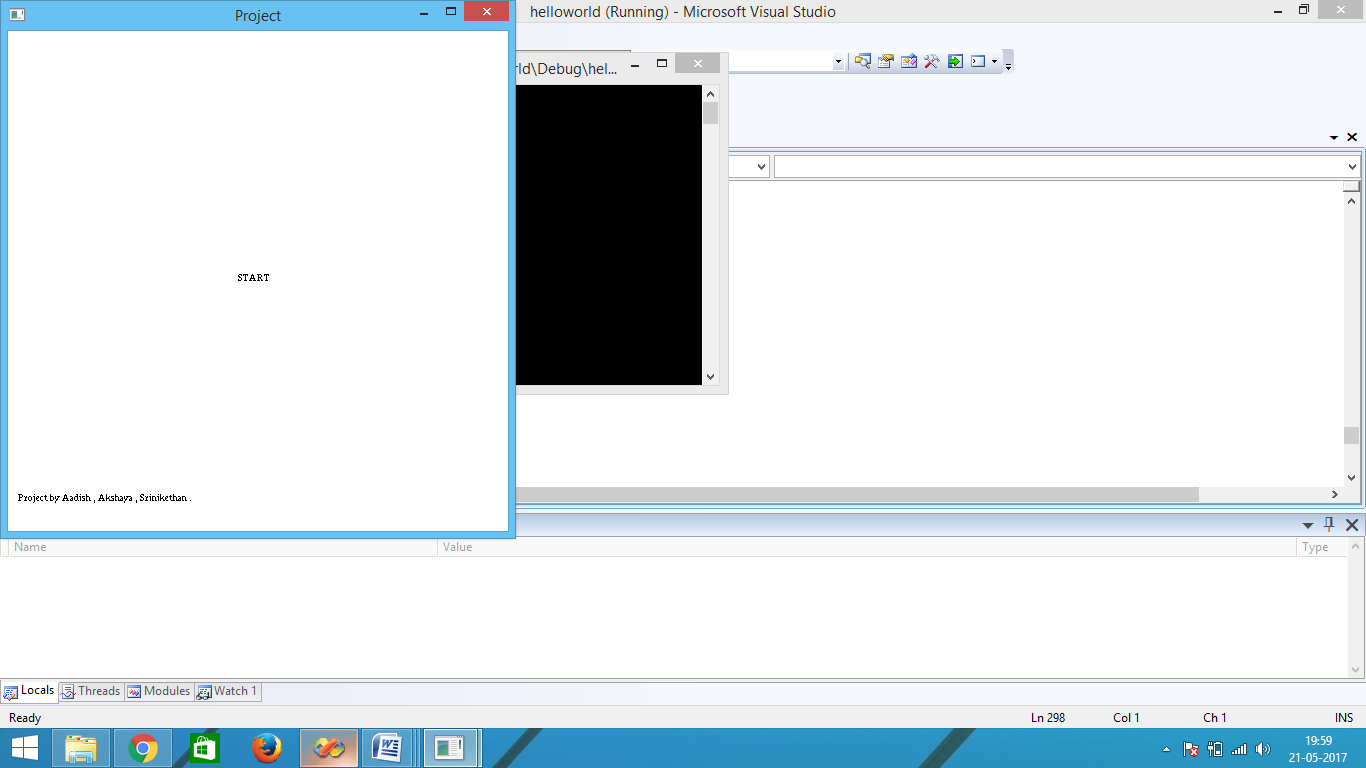 Project
helloworld (Running) - Microsoft Visual Studio
rld\Debug\hel...
START
Project by Aadish , Akshaya , Srinikethan .
Name Value Type
Locals Threads Modules Watch 1
Ready Ln 298 Col 1 Ch 1 INS
19:59
21-05-2017